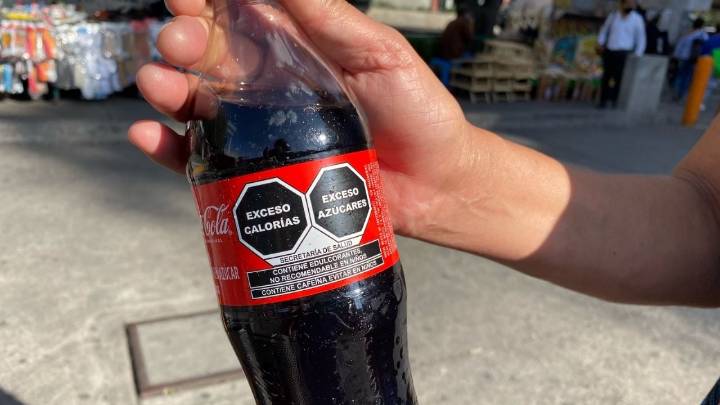 Cola
EXCESO
CALORÍAS
EXCESO
AZÚCARES
SECRETARÍA DE SALUD
CONTIENE EDULCORANTES,
NO RECOMENDABLE EN NIÑOS
CONTIENE CAFEÍNA EVITAR EN NIÑOS